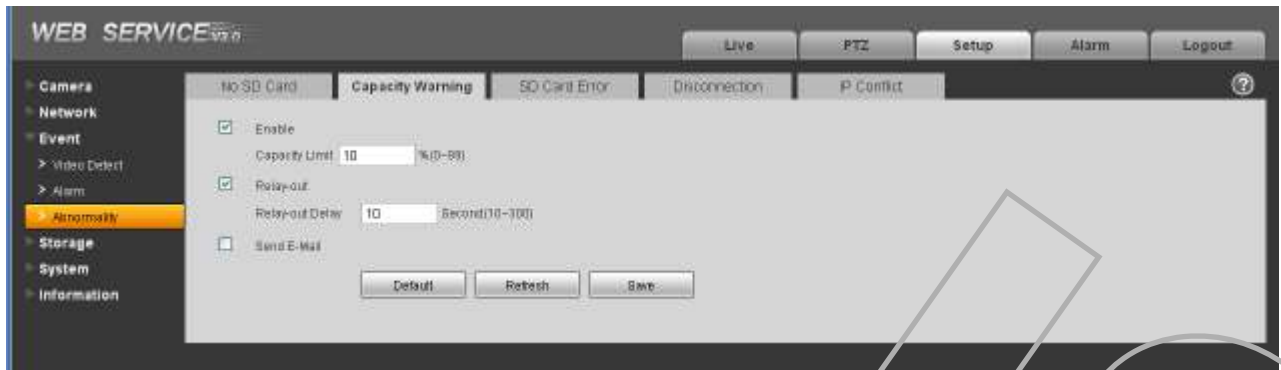 WEB SERVICE V3.0
Live PTZ Setup Alarm Logout
Camera
Network
Event
Video Detect
Alarm
Abnormality
Storage
System
Information
No SD Card Capacity Warning SD Card Error Disconnection IP Conflict
Enable
Capacity Limit 10 %(0~99)
Relay-out
Relay-out Delay 10 Second(10~300)
Send E-Mail
Default Refresh Save